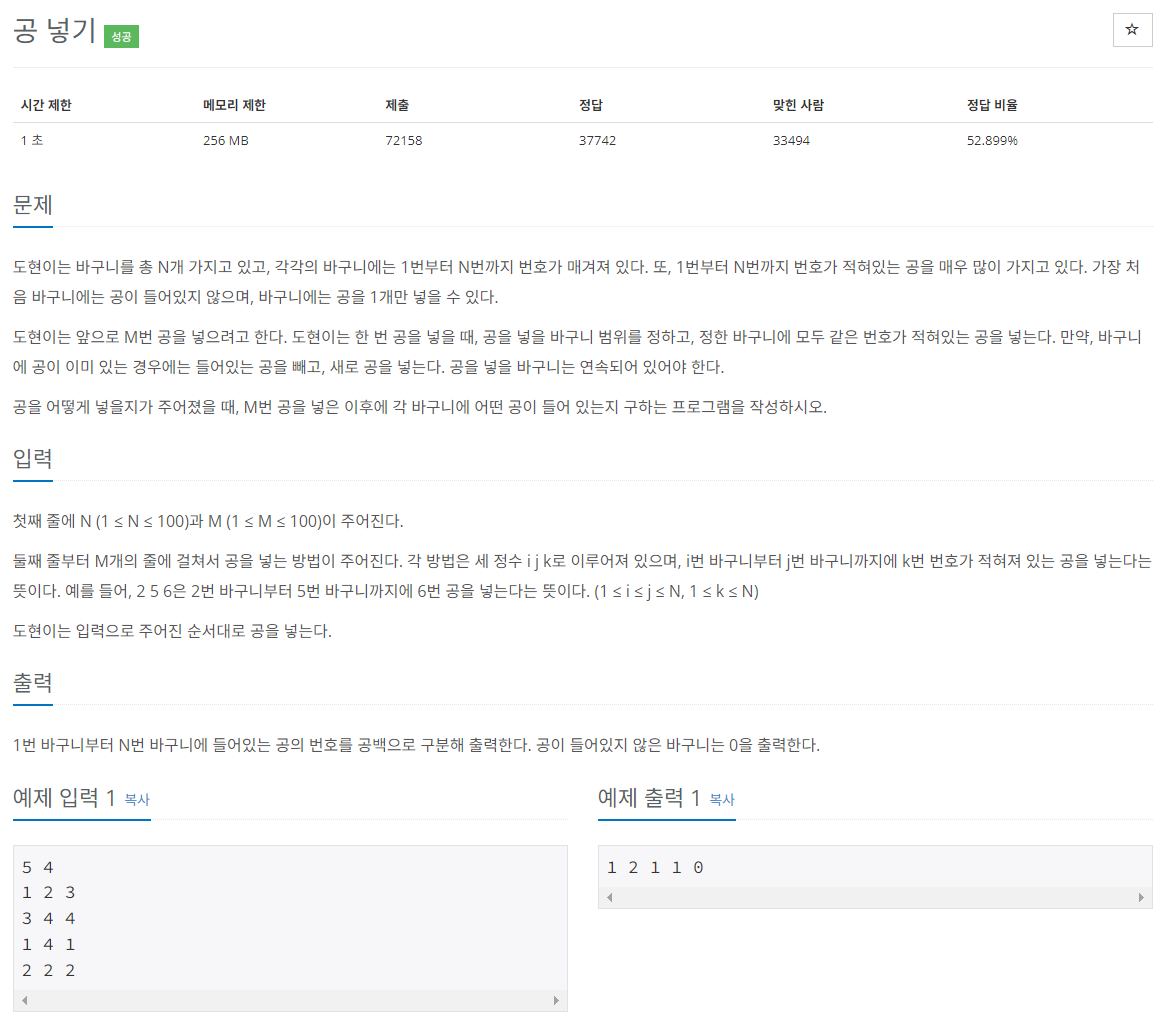 공 넣기 성공
☆
시간 제한 메모리 제한 제출 정답 맞힌 사람 정답 비율
1 초 256 MB 72158 37742 33494 52.899%
문제
도현이는 바구니를 총 N개 가지고 있고, 각각의 바구니에는 1번부터 N번까지 번호가 매겨져 있다. 또, 1번부터 N번까지 번호가 적혀있는 공을 매우 많이 가지고 있다. 가장 처
음 바구니에는 공이 들어있지 않으며, 바구니에는 공을 1개만 넣을 수 있다.
도현이는 앞으로 M번 공을 넣으려고 한다. 도현이는 한 번 공을 넣을 때, 공을 넣을 바구니 범위를 정하고, 정한 바구니에 모두 같은 번호가 적혀있는 공을 넣는다. 만약, 바구니
에 공이 이미 있는 경우에는 들어있는 공을 빼고, 새로 공을 넣는다. 공을 넣을 바구니는 연속되어 있어야 한다.
공을 어떻게 넣을지가 주어졌을 때, M번 공을 넣은 이후에 각 바구니에 어떤 공이 들어 있는지 구하는 프로그램을 작성하시오.
입력
첫째 줄에 N (1 ≤ N ≤ 100)과 M (1 ≤ M ≤ 100)이 주어진다.
둘째 줄부터 M개의 줄에 걸쳐서 공을 넣는 방법이 주어진다. 각 방법은 세 정수 i j k로 이루어져 있으며, i번 바구니부터 j번 바구니까지에 k번 번호가 적혀져 있는 공을 넣는다는
뜻이다. 예를 들어, 2 5 6은 2번 바구니부터 5번 바구니까지에 6번 공을 넣는다는 뜻이다. (1 ≤ i ≤ j ≤ N, 1 ≤ k ≤ N)
도현이는 입력으로 주어진 순서대로 공을 넣는다.
출력
1번 바구니부터 N번 바구니에 들어있는 공의 번호를 공백으로 구분해 출력한다. 공이 들어있지 않은 바구니는 0을 출력한다.
예제 입력 1 복사
5 4
1 2 3
3 4 4
1 4 1
2 2 2
예제 출력 1 복사
1 2 1 1 0